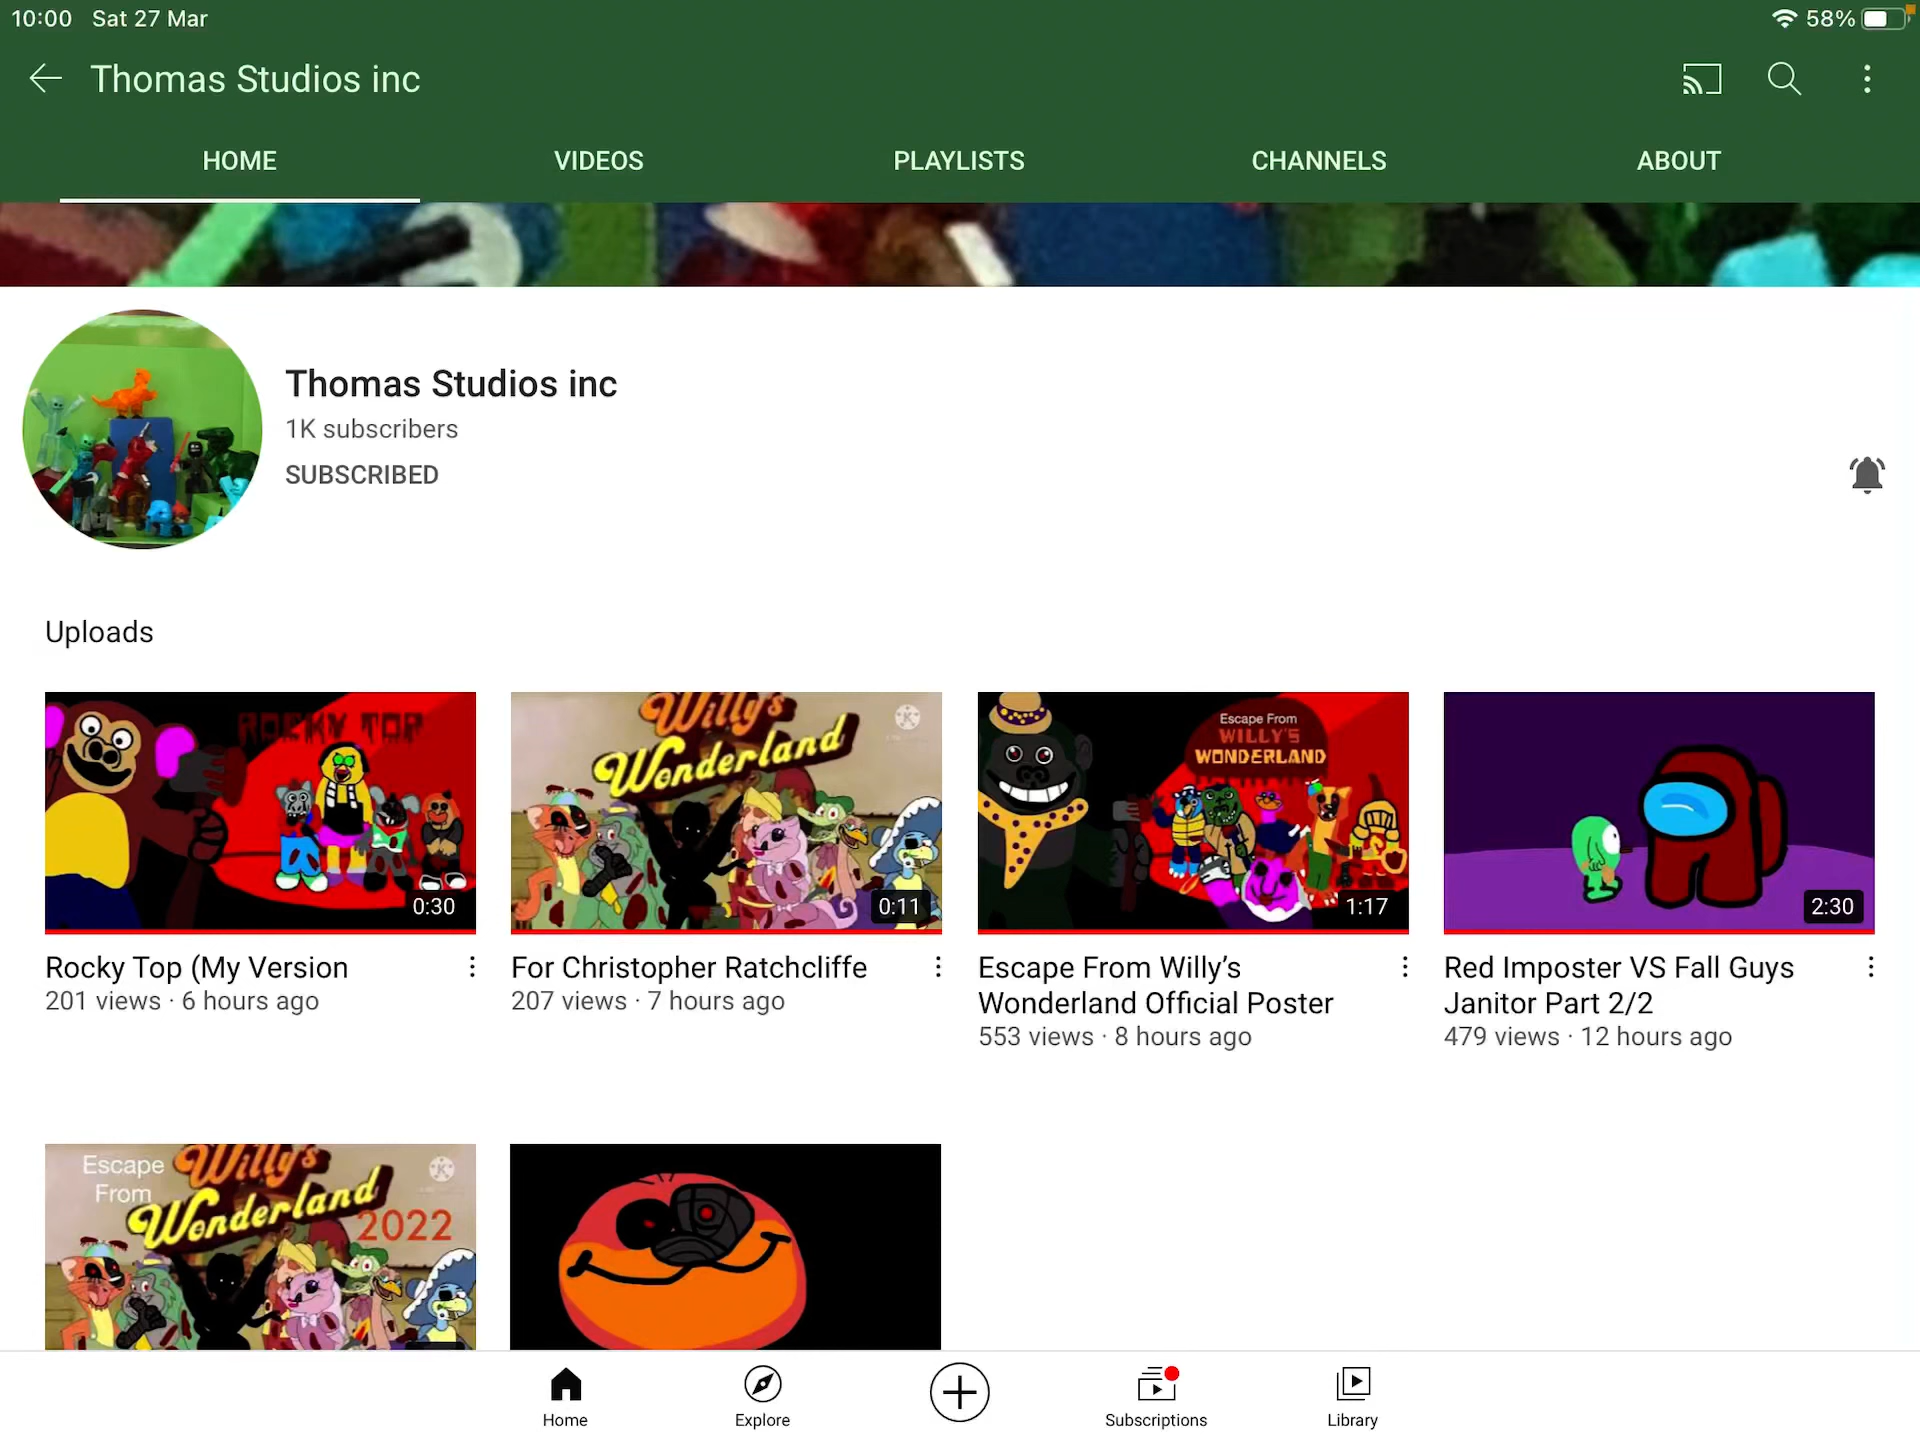 10:00 Sat 27 Mar 58%
Thomas Studios inc
HOME VIDEOS PLAYLISTS CHANNELS ABOUT
Thomas Studios inc
1K subscribers
SUBSCRIBED
Uploads
ROCKY TOP
0:30
Willy's
Wonderland
0:11
Escape From
WILLY'S
WONDERLAND
1:17
2:30
Rocky Top (My Version
201 views · 6 hours ago
For Christopher Ratchcliffe
207 views · 7 hours ago
Escape From Willy’s
Wonderland Official Poster
553 views · 8 hours ago
Red Imposter VS Fall Guys
Janitor Part 2/2
479 views · 12 hours ago
Escape
From
Willy's
Wonderland
2022
Home Explore Subscriptions Library